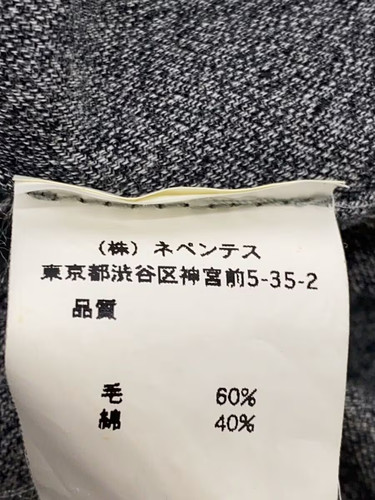 （株）ネペンテス
東京都渋谷区神宮前5-35-2
品質
毛 60%
綿 40%